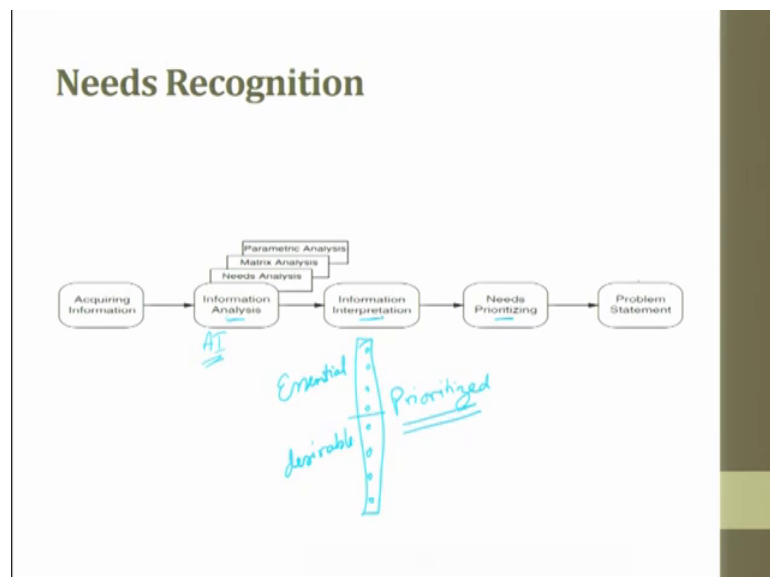 Needs Recognition
Parametric Analysis
Matrix Analysis
Needs Analysis
Acquiring
Information
Information
Analysis
Information
Interpretation
Needs
Prioritizing
Problem
Statement
AI
Essential
Prioritized
desirable